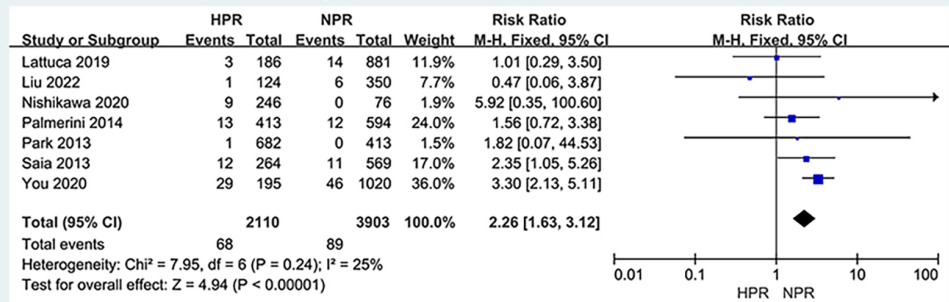 HPR NPR Risk Ratio Risk Ratio
Study or Subgroup Events Total Events Total Weight M-H, Fixed, 95% CI M-H, Fixed, 95% CI
Lattuca 2019 3 186 14 881 11.9% 1.01 [0.29, 3.50]
Liu 2022 1 124 6 350 7.7% 0.47 [0.06, 3.87]
Nishikawa 2020 9 246 0 76 1.9% 5.92 [0.35, 100.60]
Palmerini 2014 13 413 12 594 24.0% 1.56 [0.72, 3.38]
Park 2013 1 682 0 413 1.5% 1.82 [0.07, 44.53]
Saia 2013 12 264 11 569 17.0% 2.35 [1.05, 5.26]
You 2020 29 195 46 1020 36.0% 3.30 [2.13, 5.11]
Total (95% CI) 2110 3903 100.0% 2.26 [1.63, 3.12]
Total events 68 89
Heterogeneity: Chi² = 7.95, df = 6 (P = 0.24); I² = 25%
Test for overall effect: Z = 4.94 (P < 0.00001)
0.01 0.1 1 10 100
HPR NPR